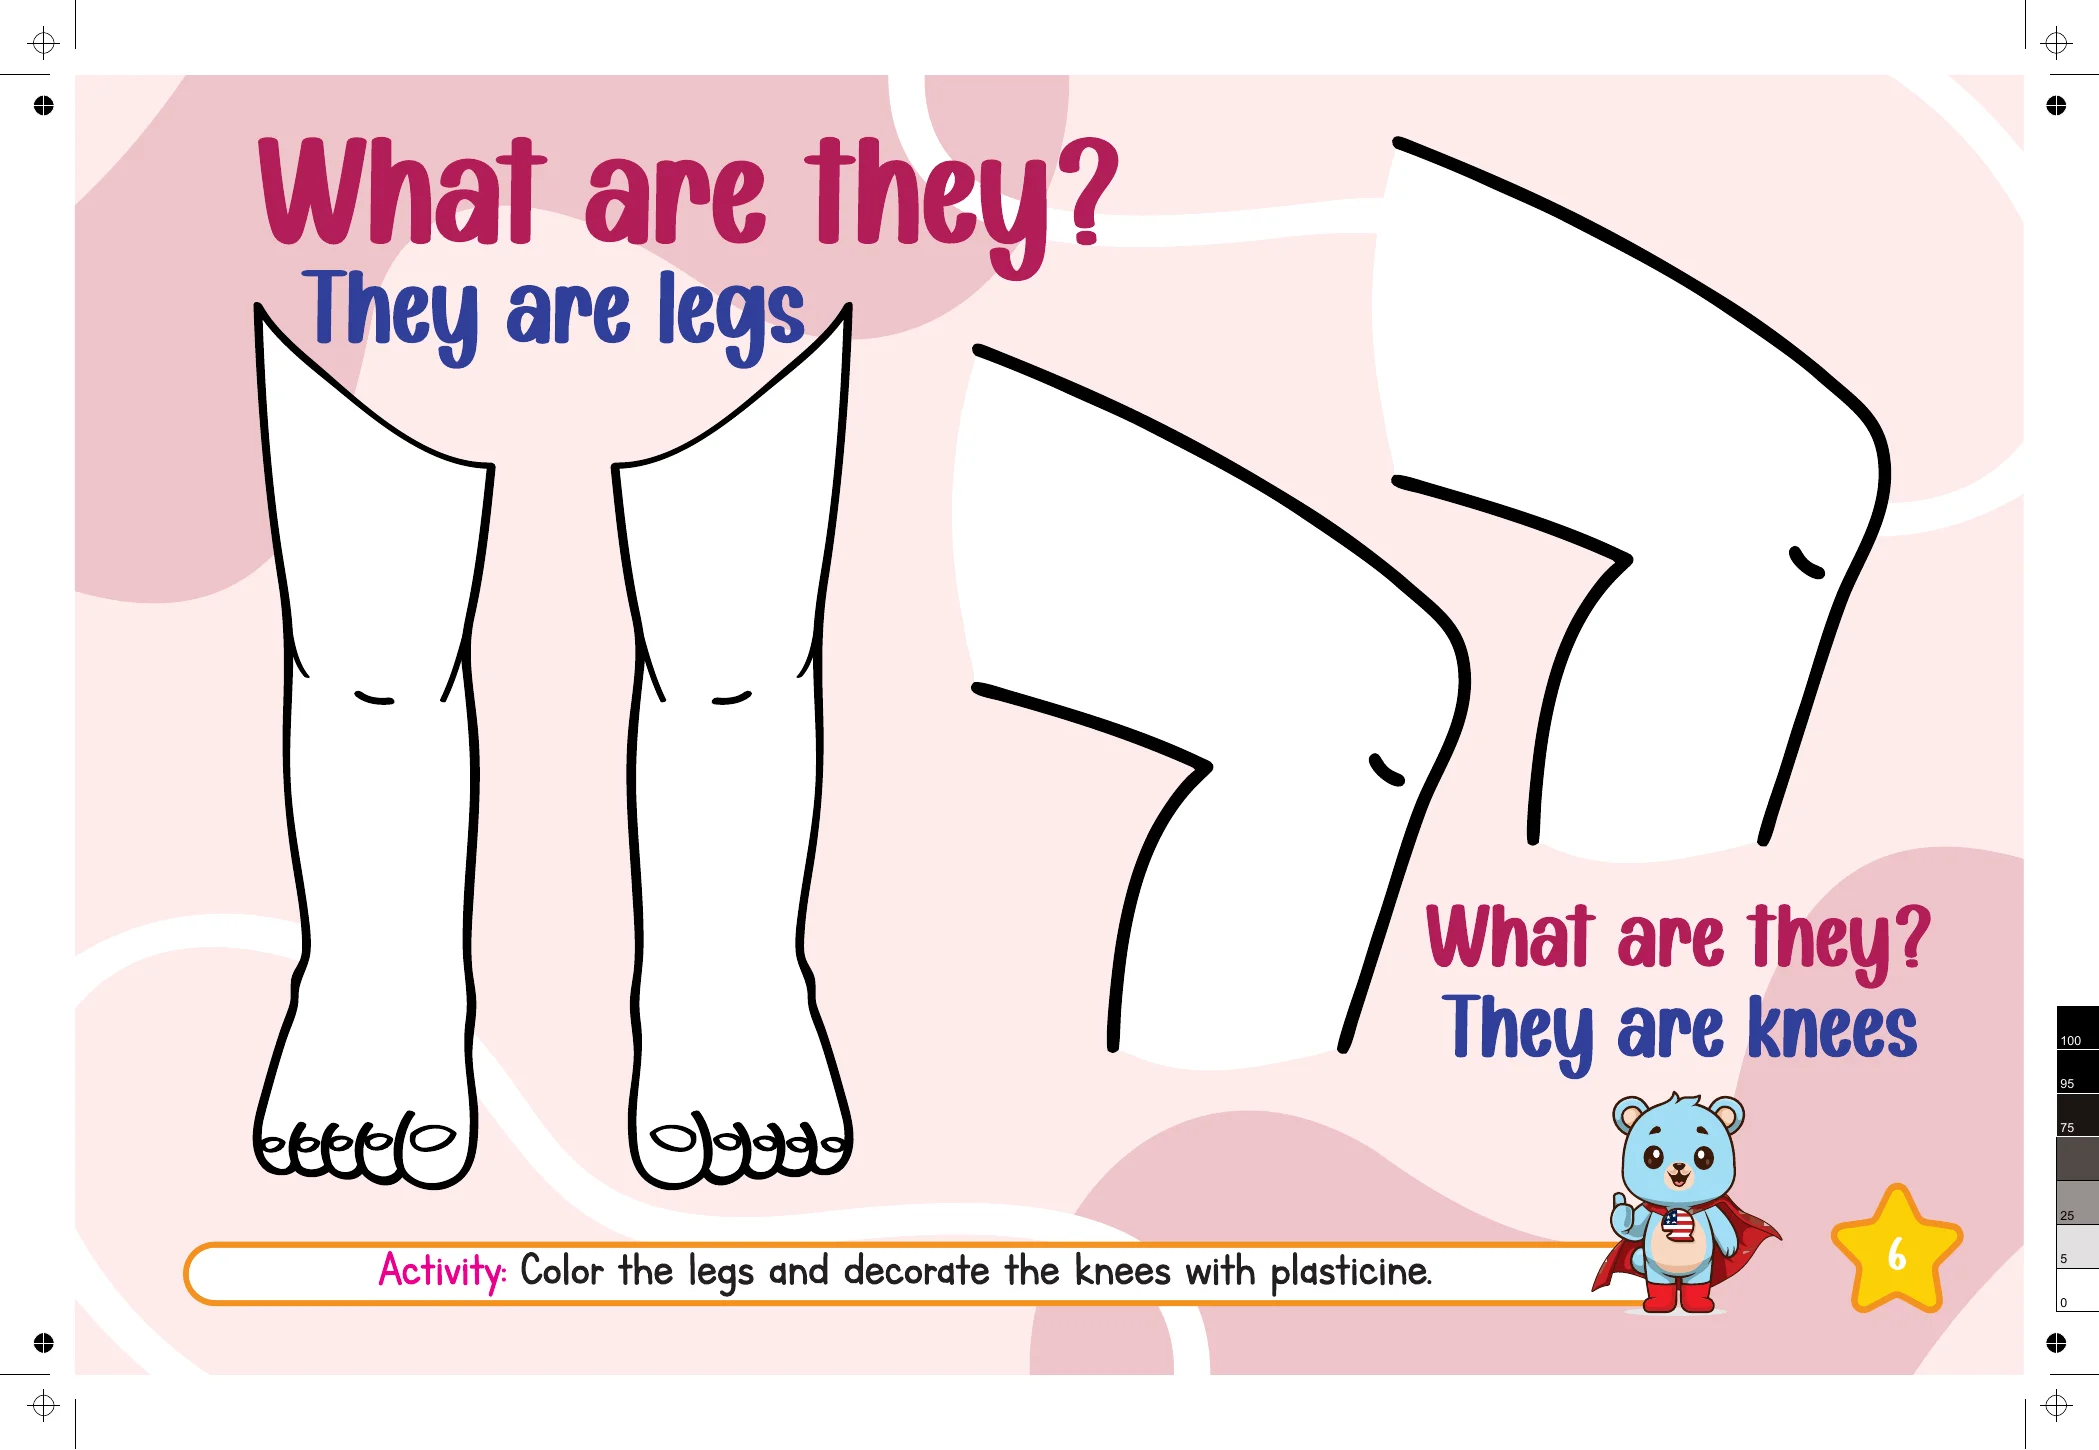 What are they?
They are legs
What are they?
They are knees
Activity: Color the legs and decorate the knees with plasticine.
6
100
95
75
25
5
0